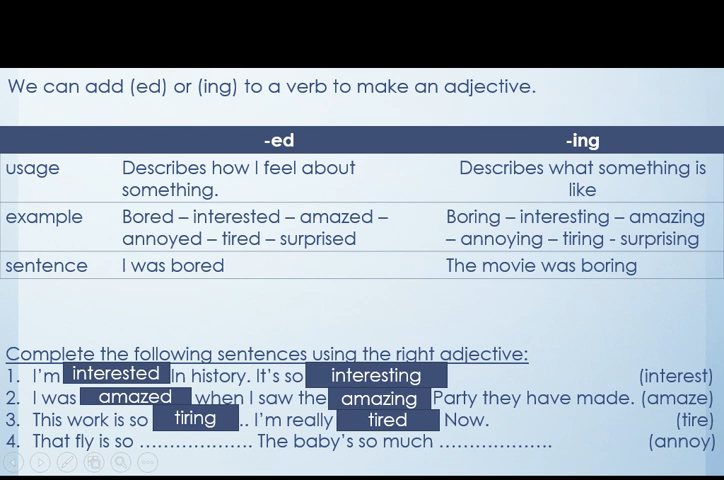 We can add (ed) or (ing) to a verb to make an adjective.
-ed -ing
usage Describes how I feel about something. Describes what something is like
example Bored – interested – amazed – annoyed – tired – surprised Boring – interesting – amazing – annoying – tiring - surprising
sentence I was bored The movie was boring
Complete the following sentences using the right adjective:
1. I'm interested In history. It's so interesting (interest)
2. I was amazed when I saw the amazing Party they have made. (amaze)
3. This work is so tiring .. I'm really tired Now. (tire)
4. That fly is so ................... The baby's so much ................... (annoy)